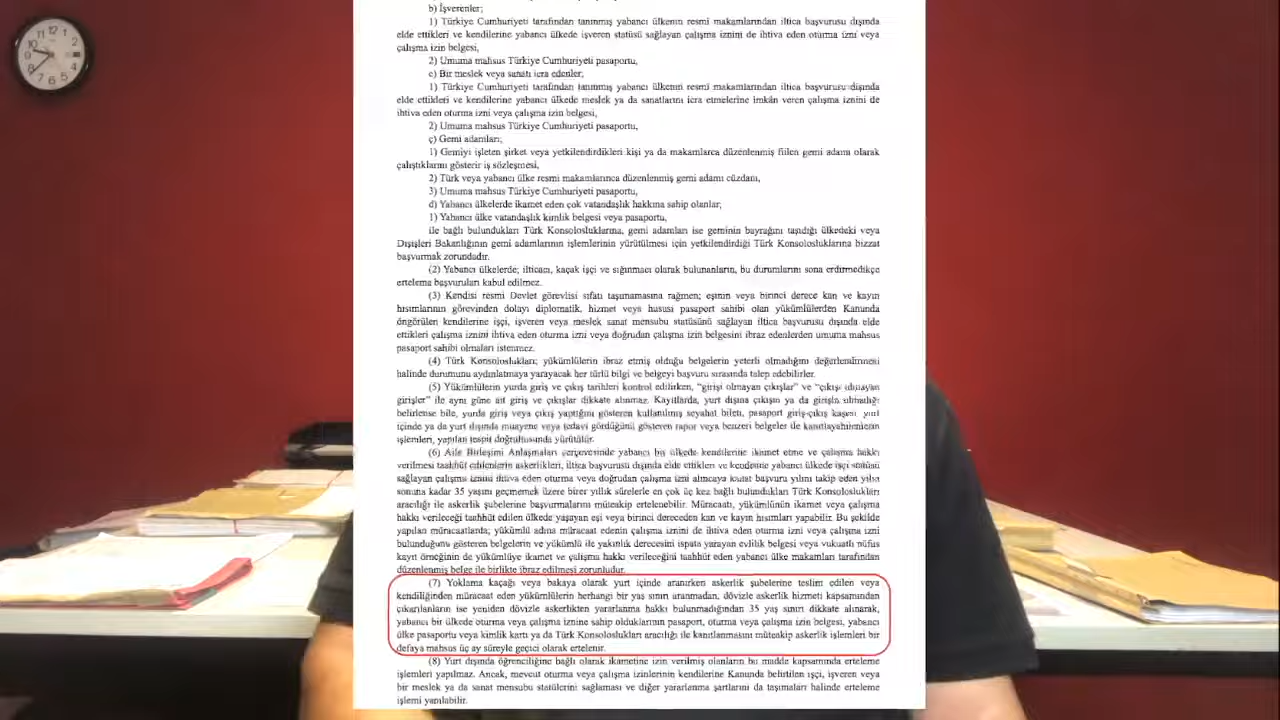 b) İşverenler;
1) Türkiye Cumhuriyeti tarafından tanınmış yabancı ülkenin resmi makamlarından iltica başvurusu dışında
elde ettikleri ve kendilerine yabancı ülkede işveren statüsü sağlayan çalışma iznini de ihtiva eden oturma izni veya
çalışma izin belgesi,
2) Umuma mahsus Türkiye Cumhuriyeti pasaportu,
c) Bir meslek veya sanatı icra edenler;
1) Türkiye Cumhuriyeti tarafından tanınmış yabancı ülkenin resmi makamlarından iltica başvurusu dışında
elde ettikleri ve kendilerine yabancı ülkede meslek ya da sanatlarını icra etmelerine imkân veren çalışma iznini de
ihtiva eden oturma izni veya çalışma izin belgesi,
2) Umuma mahsus Türkiye Cumhuriyeti pasaportu,
ç) Gemi adamları;
1) Gemiyi işleten şirket veya yetkilendirdikleri kişi ya da makamlarca düzenlenmiş fiilen gemi adamı olarak
çalıştıklarını gösterir iş sözleşmesi,
2) Türk veya yabancı ülke resmi makamlarınca düzenlenmiş gemi adamı cüzdanı,
3) Umuma mahsus Türkiye Cumhuriyeti pasaportu,
d) Yabancı ülkelerde ikamet eden çok vatandaşlık hakkına sahip olanlar;
1) Yabancı ülke vatandaşlık kimlik belgesi veya pasaportu,
ile bağlı bulundukları Türk Konsolosluklarına, gemi adamları ise geminin bayrağını taşıdığı ülkedeki veya
Dışişleri Bakanlığının gemi adamlarının işlemlerinin yürütülmesi için yetkilendirdiği Türk Konsolosluklarına bizzat
başvurmak zorundadır.
(2) Yabancı ülkelerde; ilticacı, kaçak işçi ve sığınmacı olarak bulunanların, bu durumlarını sona erdirmedikçe
erteleme başvuruları kabul edilmez.
(3) Kendisi resmi Devlet görevlisi sıfatı taşımamasına rağmen; eşinin veya birinci derece kan ve kayın
hısımlarının görevinden dolayı diplomatik, hizmet veya hususi pasaport sahibi olan yükümlülerden Kanunda
öngörülen kendilerine işçi, işveren veya meslek sanat mensubu statüsünü sağlayan iltica başvurusu dışında elde
ettikleri çalışma iznini ihtiva eden oturma izni veya doğrudan çalışma izin belgesini ibraz edenlerden umuma mahsus
pasaport sahibi olmaları istenmez.
(4) Türk Konsoloslukları; yükümlülerin ibraz etmiş olduğu belgelerin yeterli olmadığını değerlendirmesi
halinde durumunu aydınlatmaya yarayacak her türlü bilgi ve belgeyi başvuru sırasında talep edebilirler.
(5) Yükümlülerin yurda giriş ve çıkış tarihleri kontrol edilirken, “girişi olmayan çıkışlar” ve “çıkışı olmayan
girişler” ile aynı güne ait giriş ve çıkışlar dikkate alınmaz. Kayıtlarda, yurt dışına çıkışın ya da girişin olmadığı
belirlense bile, yurda giriş veya çıkış yaptığını gösteren kullanılmış seyahat bileti, pasaport giriş-çıkış kaşesi yurt
içinde ya da yurt dışında muayene veya tedavi gördüğünü gösteren rapor veya benzeri belgeler ile kanıtlayabilenlerin
işlemleri, yapılan tespit doğrultusunda yürütülür.
(6) Aile Birleşimi Anlaşmaları çerçevesinde yabancı bir ülkede kendilerine ikamet etme ve çalışma hakkı
verilmesi taahhüt edilenlerin askerlikleri, iltica başvurusu dışında elde ettikleri ve kendisine yabancı ülkede işçi statüsü
sağlayan çalışma iznini ihtiva eden oturma veya doğrudan çalışma izni alıncaya kadar başvuru yılını takip eden yılın
sonuna kadar 35 yaşını geçmemek üzere birer yıllık sürelerle en çok üç kez bağlı bulundukları Türk Konsoloslukları
aracılığı ile askerlik şubelerine başvurmalarını müteakip ertelenebilir. Müracaatı, yükümlünün ikamet veya çalışma
hakkı verileceği taahhüt edilen ülkede yaşayan eşi veya birinci dereceden kan ve kayın hısımları yapabilir. Bu şekilde
yapılan müracaatlarda; yükümlü adına müracaat edenin çalışma iznini de ihtiva eden oturma izni veya çalışma izni
bulunduğunu gösteren belgelerin ve yükümlü ile yakınlık derecesini ispata yarayan evlilik belgesi veya vukuatlı nüfus
kayıt örneğinin de yükümlüye ikamet ve çalışma hakkı verileceğini taahhüt eden yabancı ülke makamları tarafından
düzenlenmiş belge ile birlikte ibraz edilmesi zorunludur.
(7) Yoklama kaçağı veya bakaya olarak yurt içinde aranırken askerlik şubelerine teslim edilen veya
kendiliğinden müracaat eden yükümlülerin herhangi bir yaş sınırı aranmadan, dövizle askerlik hizmeti kapsamından
çıkarılanların ise yeniden dövizle askerlikten yararlanma hakkı bulunmadığından 35 yaş sınırı dikkate alınarak,
yabancı bir ülkede oturma veya çalışma iznine sahip olduklarının pasaport, oturma veya çalışma izin belgesi, yabancı
ülke pasaportu veya kimlik kartı ya da Türk Konsoloslukları aracılığı ile kanıtlanmasını müteakip askerlik işlemleri bir
defaya mahsus üç ay süreyle geçici olarak ertelenir.
(8) Yurt dışında öğrenciliğine bağlı olarak ikametine izin verilmiş olanların bu madde kapsamında erteleme
işlemleri yapılmaz. Ancak, mevcut oturma veya çalışma izinlerinin kendilerine Kanunda belirtilen işçi, işveren veya
bir meslek ya da sanat mensubu statülerini sağlaması ve diğer yararlanma şartlarını da taşımaları halinde erteleme
işlemi yapılabilir.